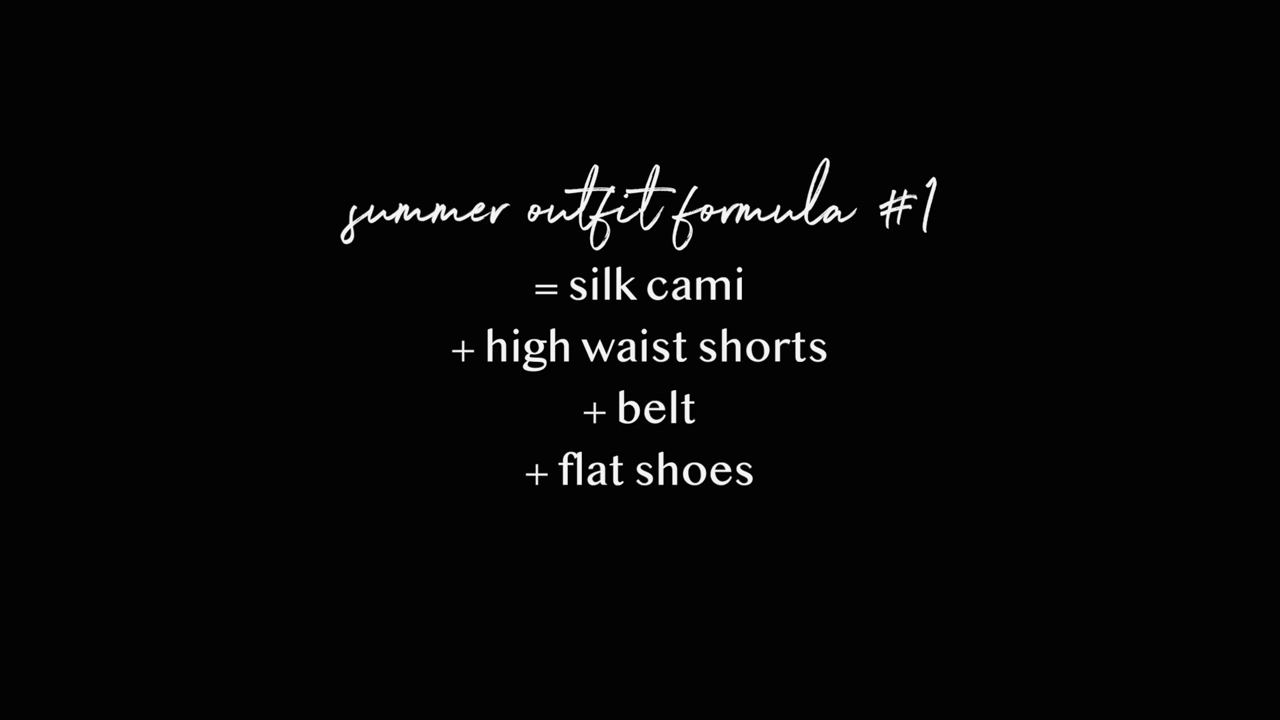 summer outfit formula #1
= silk cami
+ high waist shorts
+ belt
+ flat shoes